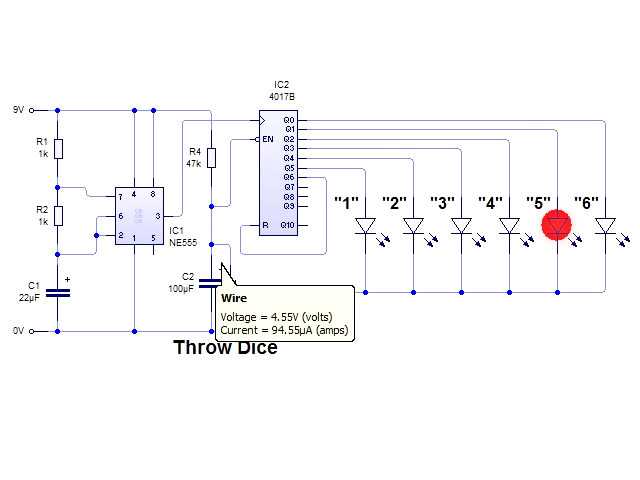 IC2
4017B
9V
R1
1k
R4
47k
EN
Q0
Q1
Q2
Q3
Q4
Q5
Q6
Q7
Q8
Q9
R
Q10
R2
1k
7
4
8
6
3
2
1
5
555
IC1
NE555
"1" "2" "3" "4" "5" "6"
C1
22µF
+
C2
100µF
0V
Wire
Voltage = 4.55V (volts)
Current = 94.55µA (amps)
Throw Dice